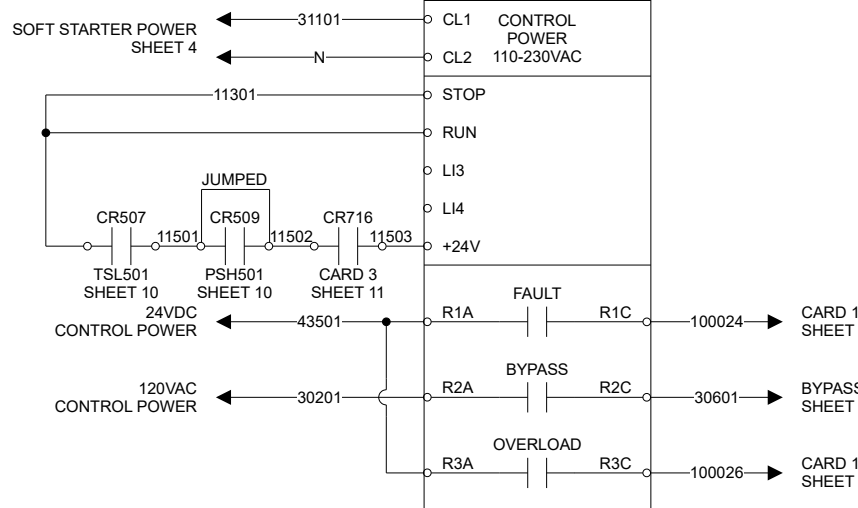 SOFT STARTER POWER
SHEET 4
31101
N
CL1
CL2
CONTROL
POWER
110-230VAC
11301
STOP
RUN
LI3
LI4
+24V
JUMPED
CR507
CR509
CR716
11501
11502
11503
TSL501
SHEET 10
PSH501
SHEET 10
CARD 3
SHEET 11
24VDC
CONTROL POWER
43501
R1A
FAULT
R1C
100024
CARD 1
SHEET
120VAC
CONTROL POWER
30201
R2A
BYPASS
R2C
30601
BYPASS
SHEET
R3A
OVERLOAD
R3C
100026
CARD 1
SHEET